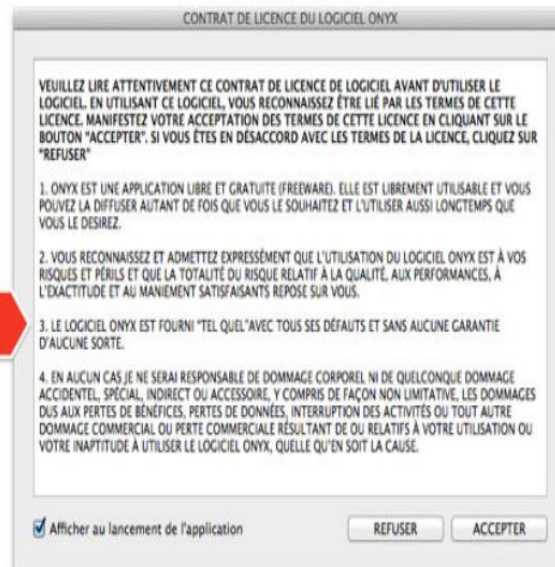 CONTRAT DE LICENCE DU LOGICIEL ONYX
VEUILLEZ LIRE ATTENTIVEMENT CE CONTRAT DE LICENCE DE LOGICIEL AVANT D'UTILISER LE
LOGICIEL. EN UTILISANT CE LOGICIEL, VOUS RECONNAISSEZ ÊTRE LIÉ PAR LES TERMES DE CETTE
LICENCE. MANIFESTEZ VOTRE ACCEPTATION DES TERMES DE CETTE LICENCE EN CLIQUANT SUR LE
BOUTON "ACCEPTER". SI VOUS ÊTES EN DÉSACCORD AVEC LES TERMES DE LA LICENCE, CLIQUEZ SUR
"REFUSER"
1. ONYX EST UNE APPLICATION LIBRE ET GRATUITE (FREEWARE). ELLE EST LIBREMENT UTILISABLE ET VOUS
POUVEZ LA DIFFUSER AUTANT DE FOIS QUE VOUS LE SOUHAITEZ ET L'UTILISER AUSSI LONGTEMPS QUE
VOUS LE DESIREZ.
2. VOUS RECONNAISSEZ ET ADMETTEZ EXPRESSÉMENT QUE L'UTILISATION DU LOGICIEL ONYX EST À VOS
RISQUES ET PÉRILS ET QUE LA TOTALITÉ DU RISQUE RELATIF À LA QUALITÉ, AUX PERFORMANCES, À
L'EXACTITUDE ET AU MANIEMENT SATISFAISANTS REPOSE SUR VOUS.
3. LE LOGICIEL ONYX EST FOURNI "TEL QUEL"AVEC TOUS SES DÉFAUTS ET SANS AUCUNE GARANTIE
D'AUCUNE SORTE.
4. EN AUCUN CAS JE NE SERAI RESPONSABLE DE DOMMAGE CORPOREL NI DE QUELCONQUE DOMMAGE
ACCIDENTEL, SPÉCIAL, INDIRECT OU ACCESSOIRE, Y COMPRIS DE FAÇON NON LIMITATIVE, LES DOMMAGES
DUS AUX PERTES DE BÉNÉFICES, PERTES DE DONNÉES, INTERRUPTION DES ACTIVITÉS OU TOUT AUTRE
DOMMAGE COMMERCIAL OU PERTE COMMERCIALE RÉSULTANT DE OU RELATIFS À VOTRE UTILISATION OU
VOTRE INAPTITUDE À UTILISER LE LOGICIEL ONYX, QUELLE QU'EN SOIT LA CAUSE.
Afficher au lancement de l'application
REFUSER
ACCEPTER